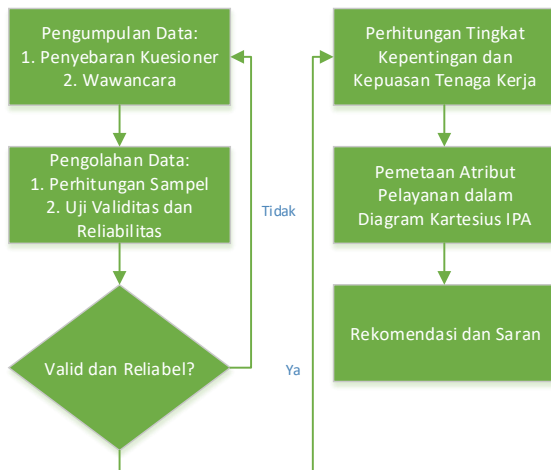 Pengumpulan Data:
1. Penyebaran Kuesioner
2. Wawancara
Pengolahan Data:
1. Perhitungan Sampel
2. Uji Validitas dan
Reliabilitas
Valid dan Reliabel?
Tidak
Ya
Perhitungan Tingkat
Kepentingan dan
Kepuasan Tenaga Kerja
Pemetaan Atribut
Pelayanan dalam
Diagram Kartesius IPA
Rekomendasi dan Saran